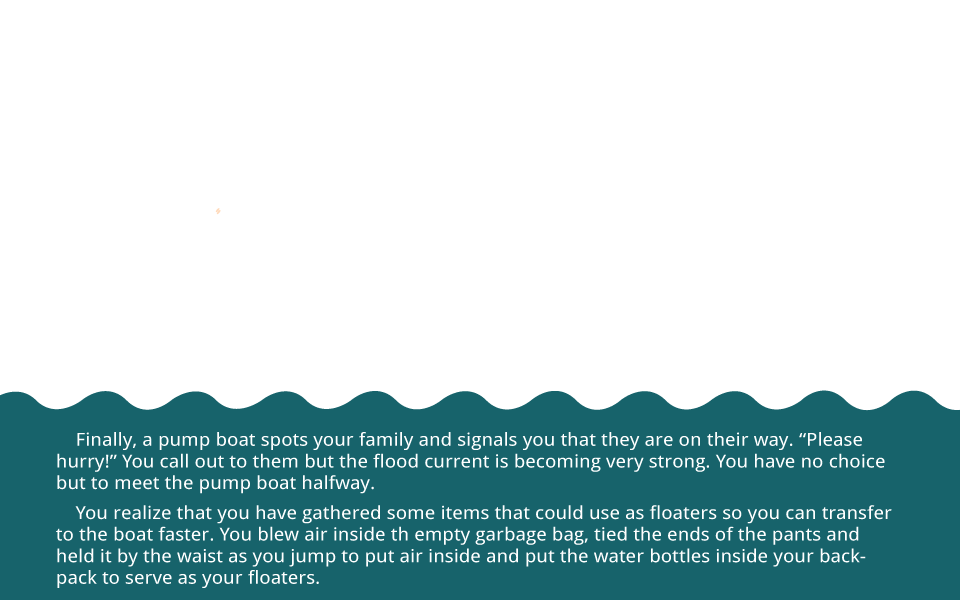 Finally, a pump boat spots your family and signals you that they are on their way. “Please
hurry!” You call out to them but the flood current is becoming very strong. You have no choice
but to meet the pump boat halfway.
You realize that you have gathered some items that could use as floaters so you can transfer
to the boat faster. You blew air inside th empty garbage bag, tied the ends of the pants and
held it by the waist as you jump to put air inside and put the water bottles inside your back-
pack to serve as your floaters.